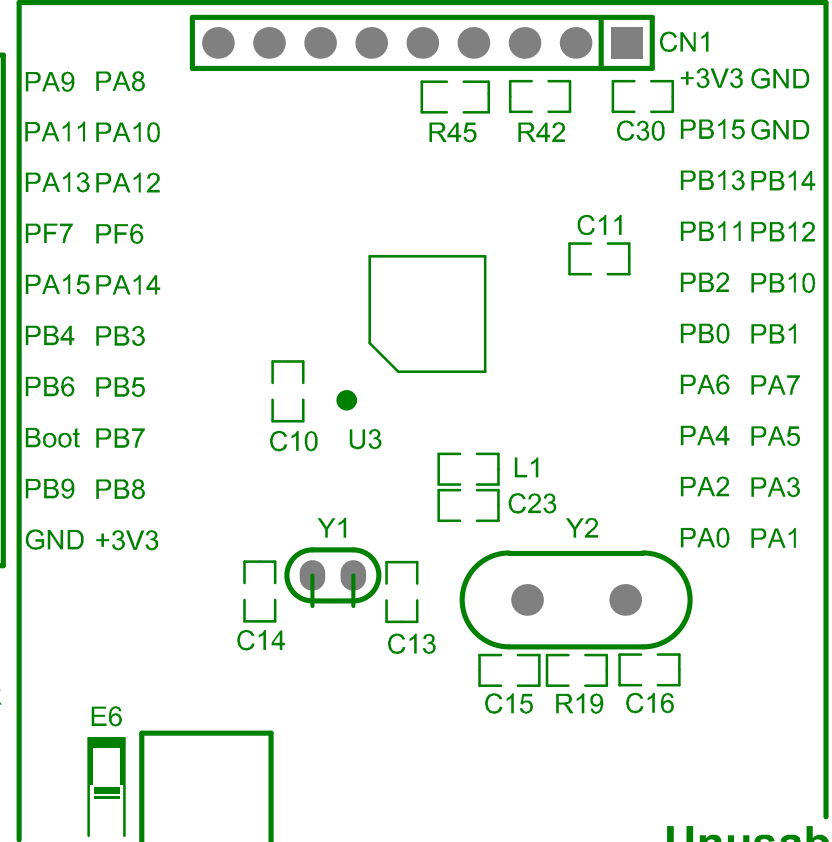 CN1
PA9 PA8
+3V3 GND
R45 R42 C30
PA11 PA10
PB15 GND
PA13 PA12
PB13 PB14
C11
PF7 PF6
PB11 PB12
PA15 PA14
PB2 PB10
PB4 PB3
PB0 PB1
PB6 PB5
PA6 PA7
C10 U3
Boot PB7
PA4 PA5
L1
PB9 PB8
PA2 PA3
C23
Y1 Y2
GND +3V3
PA0 PA1
C14 C13
C15 R19 C16
E6